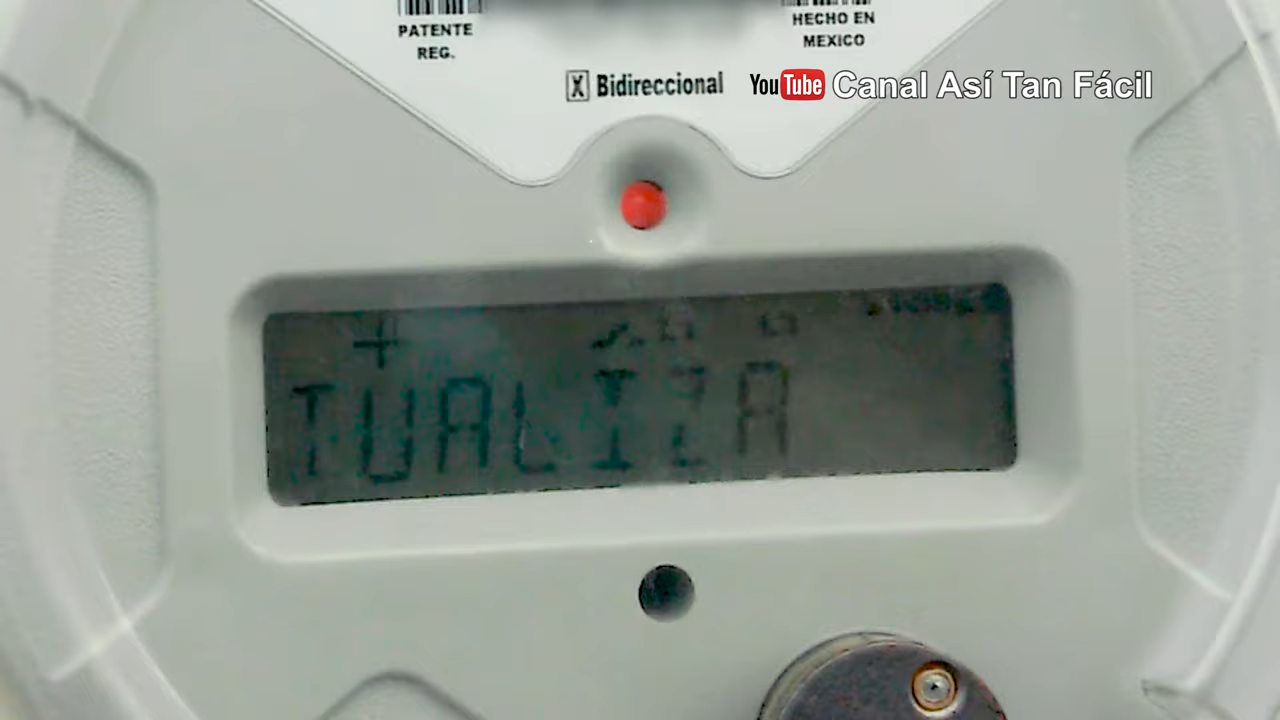 PATENTE
REG.
HECHO EN
MEXICO
X Bidireccional
YouTube Canal Así Tan Fácil
TUALIZA